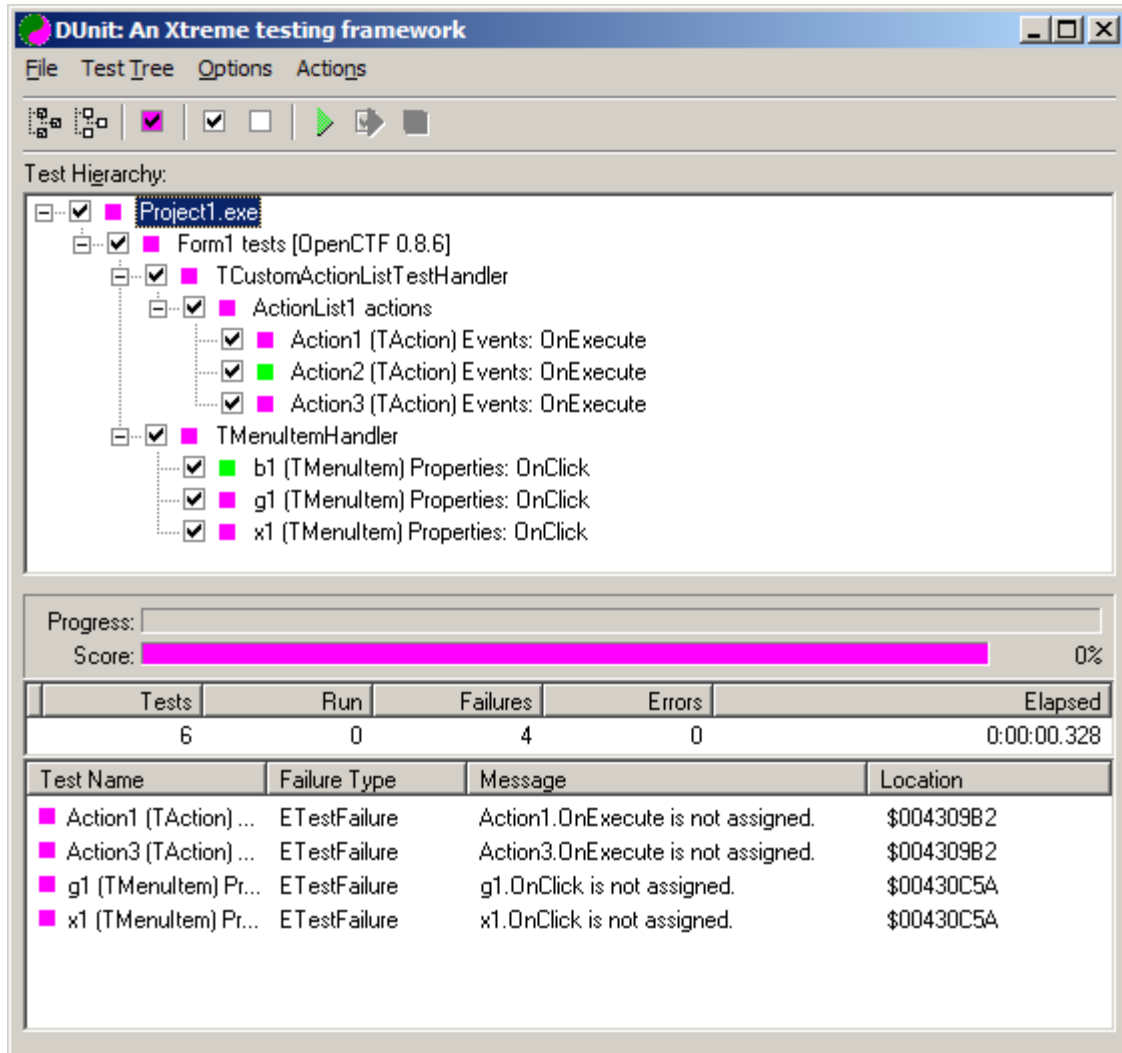 DUnit: An Xtreme testing framework
File Test Tree Options Actions
Test Hierarchy:
Project1.exe
Form1 tests [OpenCTF 0.8.6]
TCustomActionListTestHandler
ActionList1 actions
Action1 (TAction) Events: OnExecute
Action2 (TAction) Events: OnExecute
Action3 (TAction) Events: OnExecute
TMenuItemHandler
b1 (TMenuItem) Properties: OnClick
g1 (TMenuItem) Properties: OnClick
x1 (TMenuItem) Properties: OnClick
Progress:
Score: 0%
Tests Run Failures Errors Elapsed
6 0 4 0 0:00:00.328
Test Name Failure Type Message Location
Action1 (TAction) ... ETestFailure Action1.OnExecute is not assigned. $004309B2
Action3 (TAction) ... ETestFailure Action3.OnExecute is not assigned. $004309B2
g1 (TMenuItem) Pr... ETestFailure g1.OnClick is not assigned. $00430C5A
x1 (TMenuItem) Pr... ETestFailure x1.OnClick is not assigned. $00430C5A